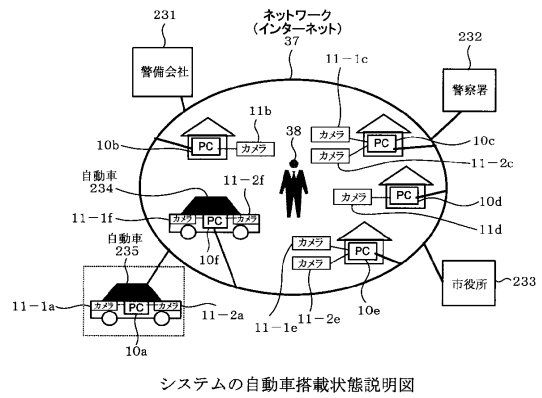 231
警備会社
ネットワーク
(インターネット)
37
232
警察署
11-1c
11b
カメラ
10b
PC
38
カメラ
カメラ
PC
10c
11-2c
自動車
234
11-2f
11-1f
カメラ
PC
カメラ
10f
カメラ
PC
10d
11d
自動車
235
11-1a
カメラ
PC
カメラ
11-2a
10a
カメラ
カメラ
PC
11-1e
11-2e
10e
市役所
233
システムの自動車搭載状態説明図